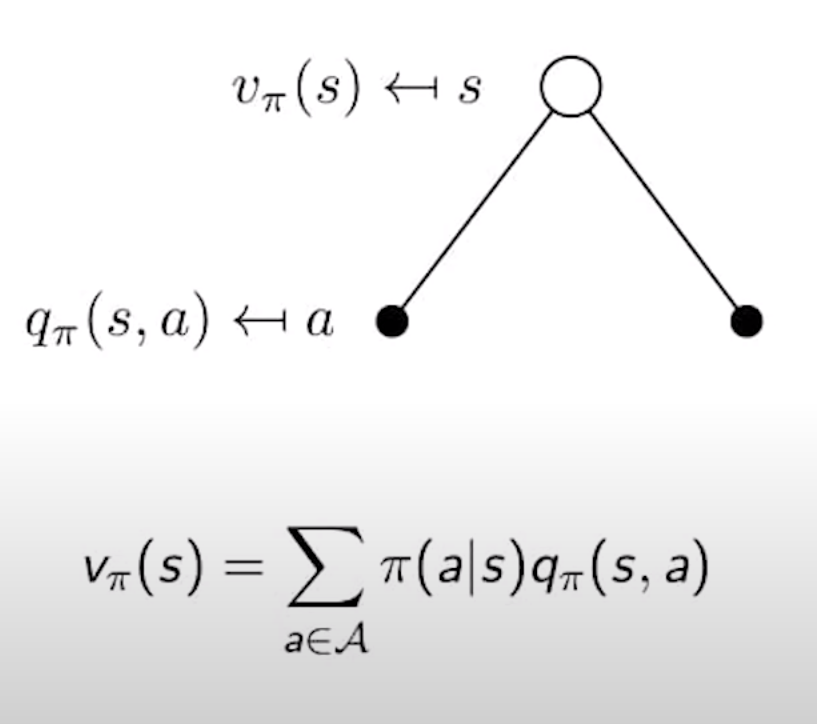 vπ(s) ↤ s
qπ(s, a) ↤ a
vπ(s) = ∑ π(a|s)qπ(s, a)
a∈𝒜